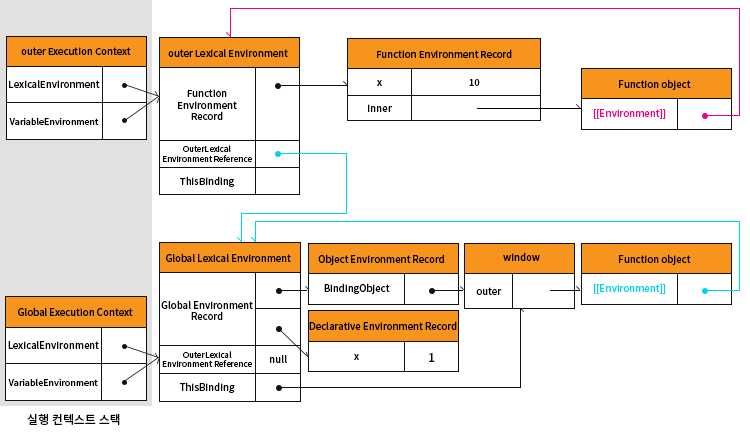 outer Execution Context
LexicalEnvironment
VariableEnvironment
outer Lexical Environment
Function
Environment
Record
OuterLexical
Environment Reference
ThisBinding
Function Environment Record
x
10
inner
Function object
[[Environment]]
Global Execution Context
LexicalEnvironment
VariableEnvironment
Global Lexical Environment
Global Environment
Record
OuterLexical
Environment Reference
null
ThisBinding
Object Environment Record
BindingObject
Declarative Environment Record
x
1
window
outer
Function object
[[Environment]]
실행 컨텍스트 스택